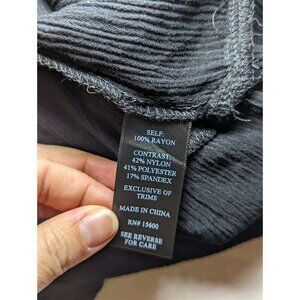 SELF:
100% RAYON
CONTRAST:
42% NYLON
41% POLYESTER
17% SPANDEX
EXCLUSIVE OF
TRIMS
MADE IN CHINA
RN# 15600
SEE REVERSE
FOR CARE